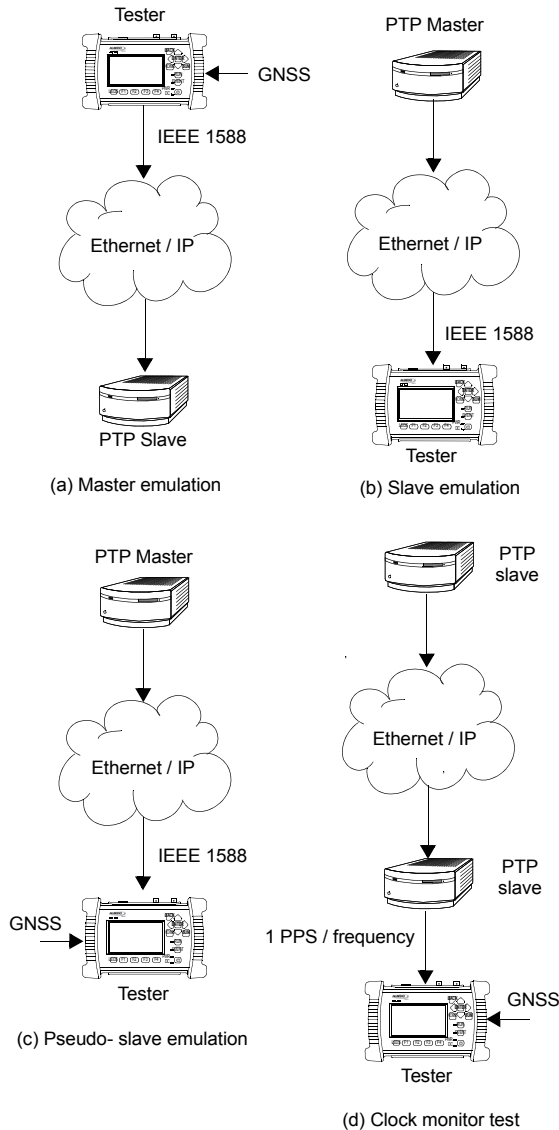 Tester
GNSS
IEEE 1588
Ethernet / IP
PTP Slave
(a) Master emulation
PTP Master
Ethernet / IP
IEEE 1588
Tester
(b) Slave emulation
PTP Master
Ethernet / IP
IEEE 1588
GNSS
Tester
(c) Pseudo- slave emulation
PTP
slave
Ethernet / IP
PTP
slave
1 PPS / frequency
GNSS
Tester
(d) Clock monitor test